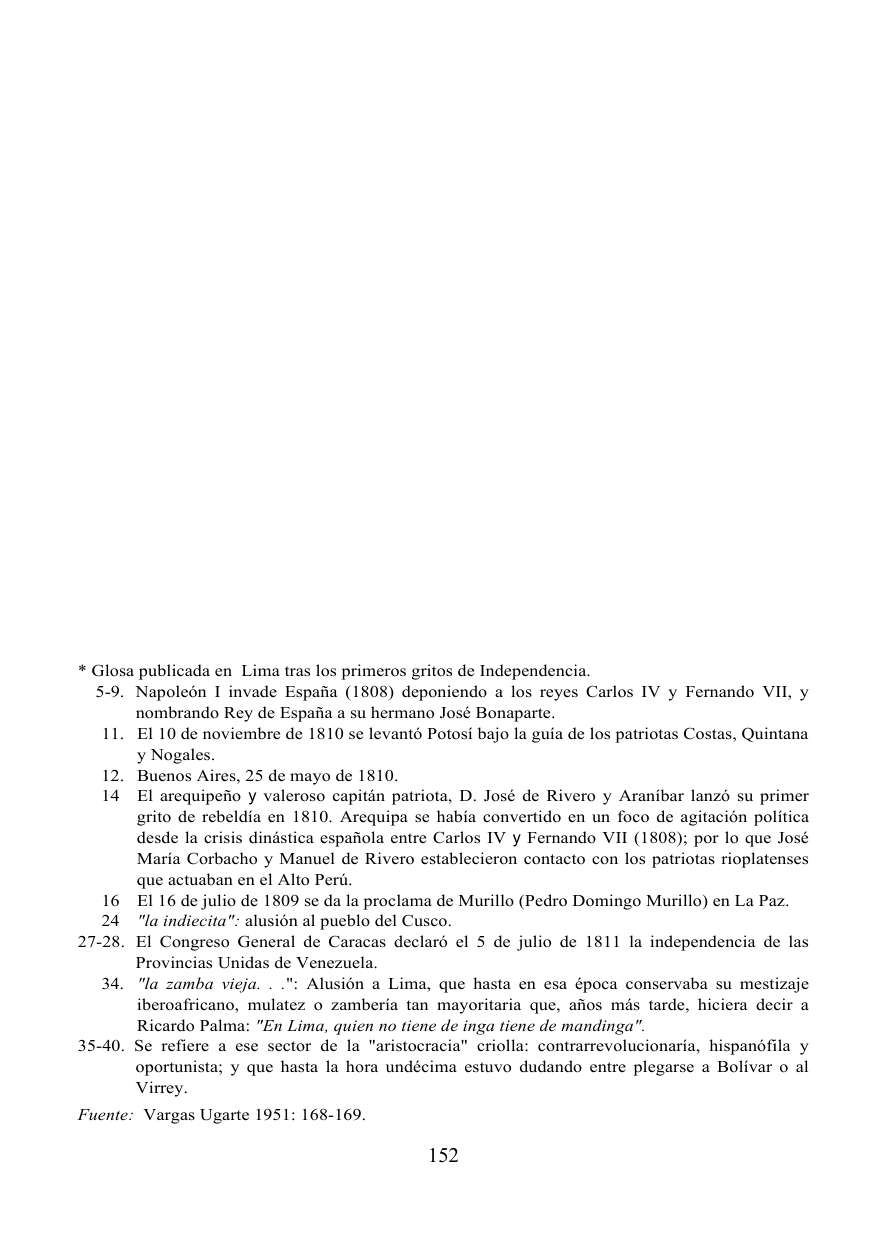 * Glosa publicada en Lima tras los primeros gritos de Independencia.
5-9. Napoleón I invade España (1808) deponiendo a los reyes Carlos IV y Fernando VII, y
nombrando Rey de España a su hermano José Bonaparte.
11. El 10 de noviembre de 1810 se levantó Potosí bajo la guía de los patriotas Costas, Quintana
y Nogales.
12. Buenos Aires, 25 de mayo de 1810.
14 El arequipeño y valeroso capitán patriota, D. José de Rivero y Araníbar lanzó su primer
grito de rebeldía en 1810. Arequipa se había convertido en un foco de agitación política
desde la crisis dinástica española entre Carlos IV y Fernando VII (1808); por lo que José
María Corbacho y Manuel de Rivero establecieron contacto con los patriotas rioplatenses
que actuaban en el Alto Perú.
16 El 16 de julio de 1809 se da la proclama de Murillo (Pedro Domingo Murillo) en La Paz.
24 "la indiecita": alusión al pueblo del Cusco.
27-28. El Congreso General de Caracas declaró el 5 de julio de 1811 la independencia de las
Provincias Unidas de Venezuela.
34. "la zamba vieja. . .": Alusión a Lima, que hasta en esa época conservaba su mestizaje
iberoafricano, mulatez o zambería tan mayoritaria que, años más tarde, hiciera decir a
Ricardo Palma: "En Lima, quien no tiene de inga tiene de mandinga".
35-40. Se refiere a ese sector de la "aristocracia" criolla: contrarrevolucionaría, hispanófila y
oportunista; y que hasta la hora undécima estuvo dudando entre plegarse a Bolívar o al
Virrey.
Fuente: Vargas Ugarte 1951: 168-169.
152